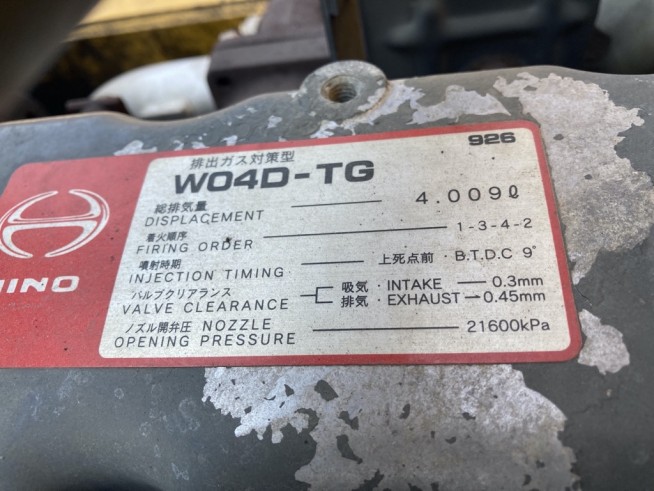 926
排出ガス対策型
W04D-TG
総排気量
DISPLACEMENT 4.009ℓ
着火順序
FIRING ORDER 1-3-4-2
噴射時期
INJECTION TIMING 上死点前・B.T.D.C 9°
バルブクリアランス 吸気・INTAKE 0.3mm
VALVE CLEARANCE 排気・EXHAUST 0.45mm
ノズル開弁圧 NOZZLE
OPENING PRESSURE 21600kPa
HINO